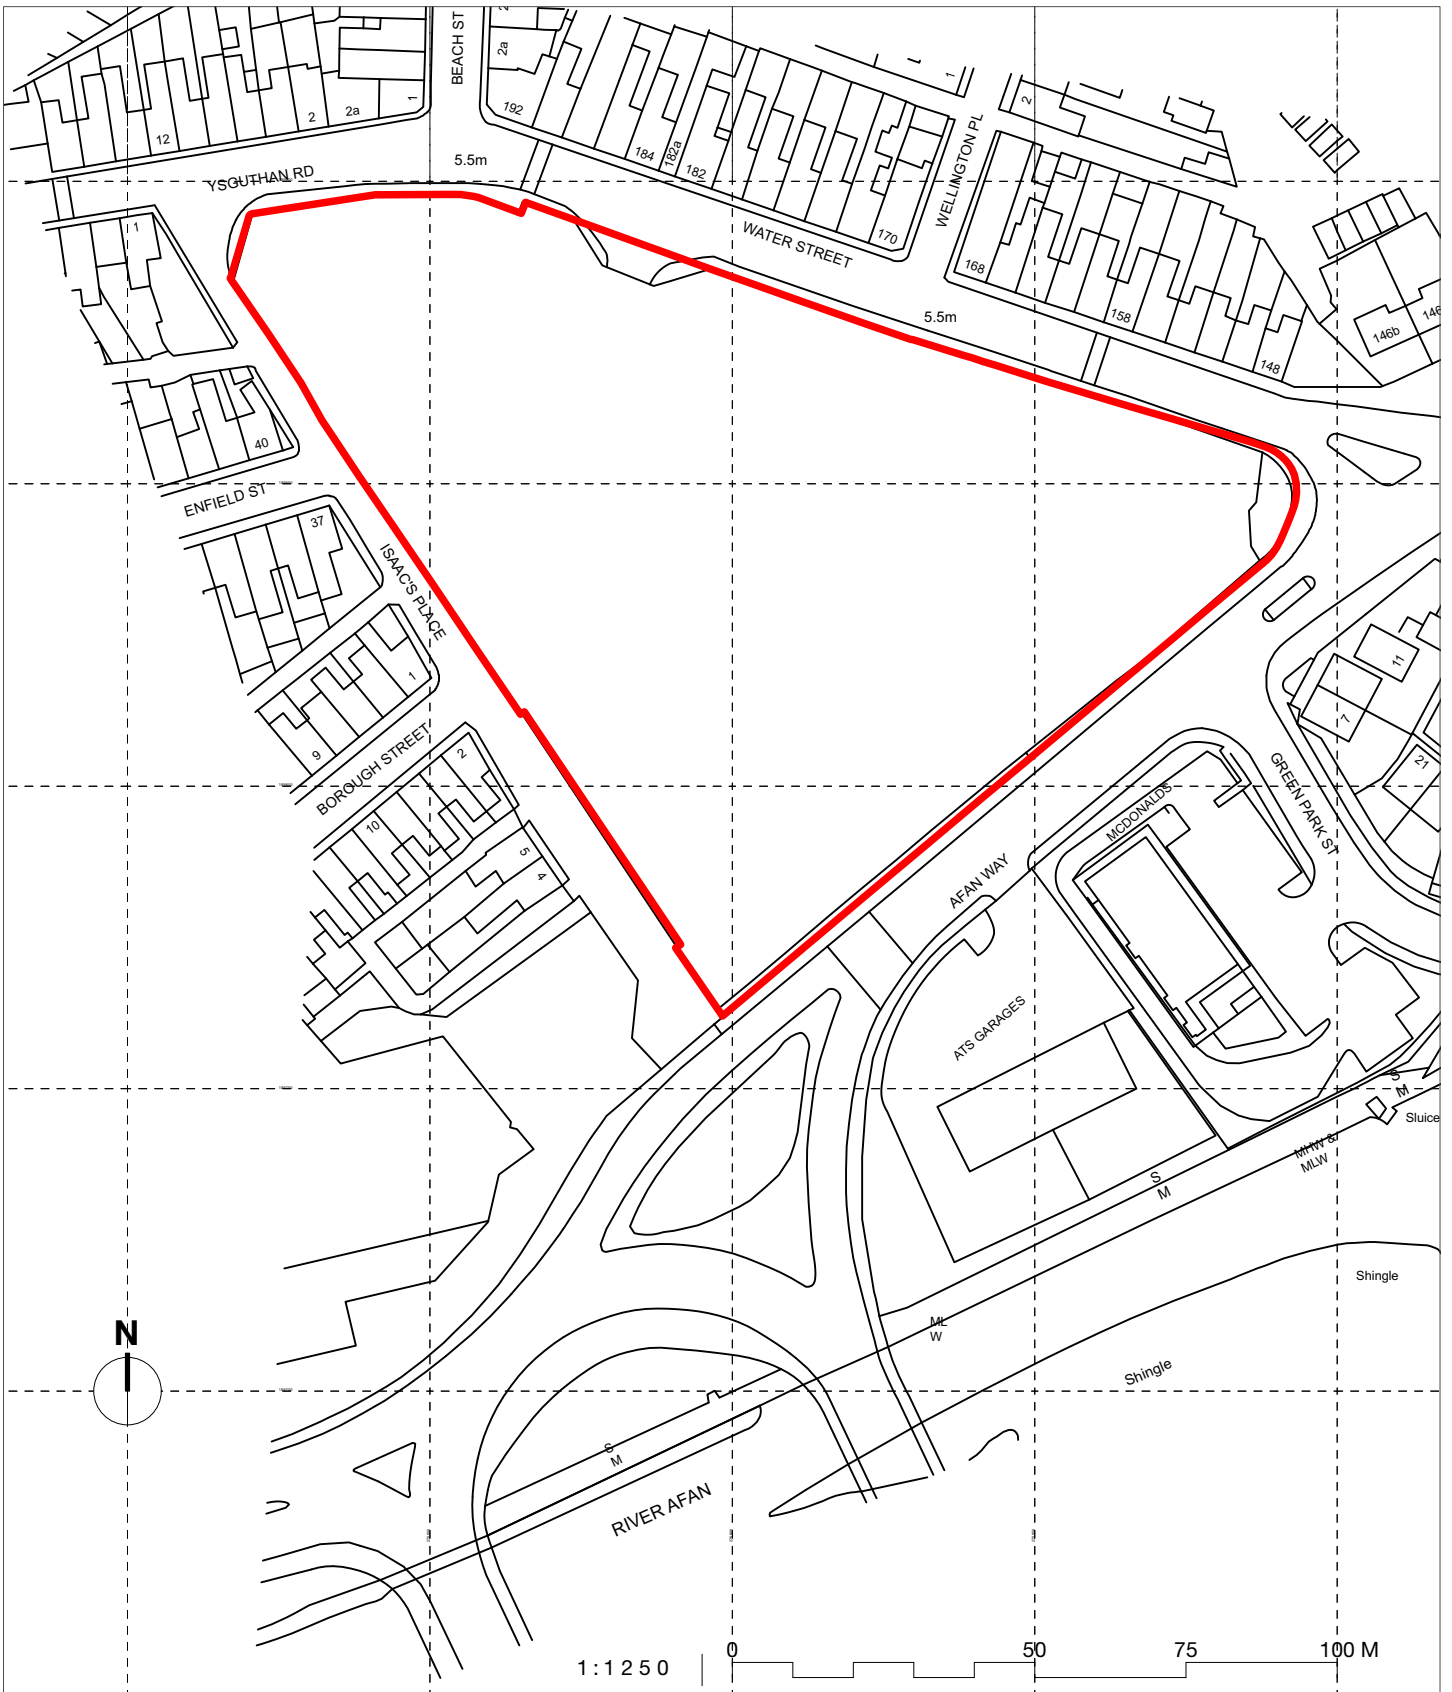 BEACH ST
2a
192
12
2
2a
1
1
2
184
182a
182
5.5m
YSGUTHAN RD
WELLINGTON PL
170
WATER STREET
168
1
5.5m
158
146b
146
148
40
ENFIELD ST
37
ISAAC'S PLACE
1
9
BOROUGH STREET
2
10
5
4
11
7
21
GREEN PARK ST
MCDONALDS
AFAN WAY
ATS GARAGES
S
M
Sluice
MHW &
MLW
S
M
Shingle
ML
W
N
Shingle
S
M
RIVER AFAN
1:1250
0
50
75
100 M